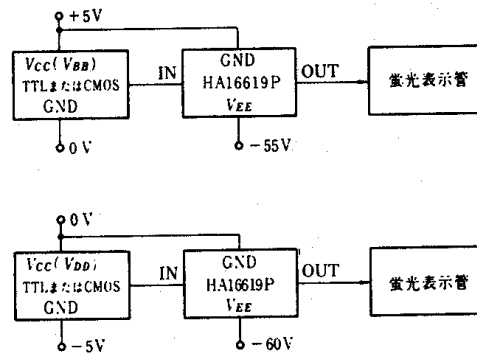 +5V
VCC(VBB)
TTLまたはCMOS
GND
0V
IN
GND
HA16619P
VEE
-55V
OUT
蛍光表示管
0V
VCC(VDD)
TTLまたはCMOS
GND
-5V
IN
GND
HA16619P
VEE
-60V
OUT
蛍光表示管